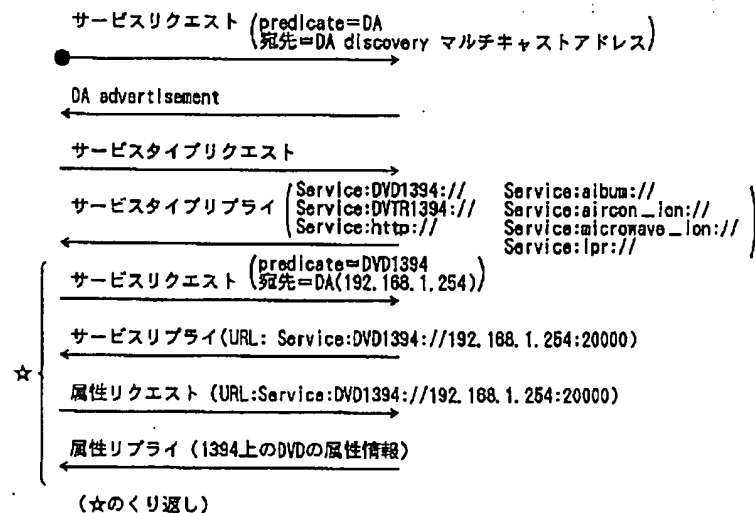 サービスリクエスト (predicate=DA
宛先=DA discovery マルチキャストアドレス)
DA advertisement
サービスタイプリクエスト
サービスタイプリプライ (Service:DVD1394:// Service:album://
Service:DVTR1394:// Service:aircon_lon://
Service:http:// Service:microwave_lon://
Service:lpr://)
サービスリクエスト (predicate=DVD1394
宛先=DA(192.168.1.254))
サービスリプライ(URL: Service:DVD1394://192.168.1.254:20000)
☆
属性リクエスト (URL:Service:DVD1394://192.168.1.254:20000)
属性リプライ (1394上のDVDの属性情報)
(☆のくり返し)